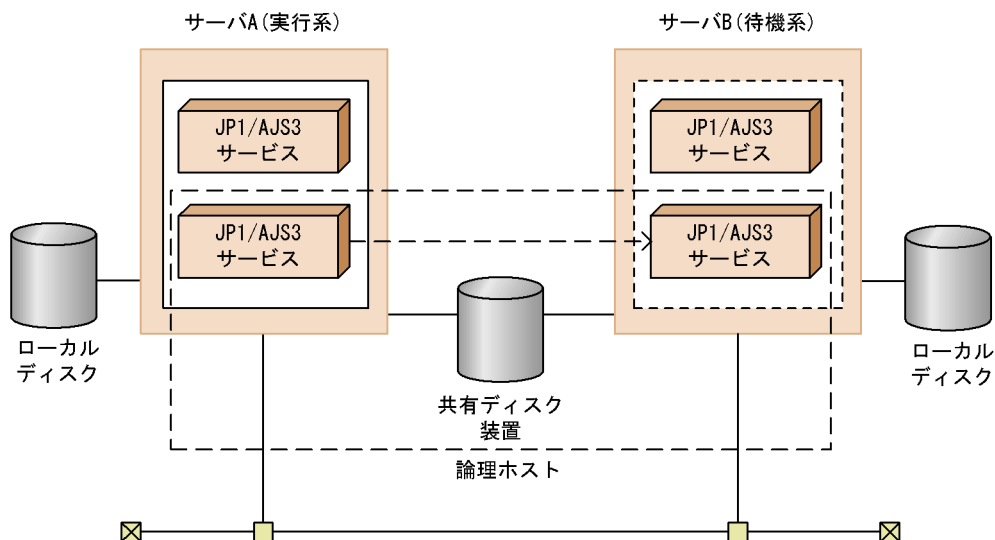 サーバA(実行系)
サーバB(待機系)
JP1/AJS3
サービス
JP1/AJS3
サービス
JP1/AJS3
サービス
JP1/AJS3
サービス
ローカル
ディスク
共有ディスク
装置
ローカル
ディスク
論理ホスト